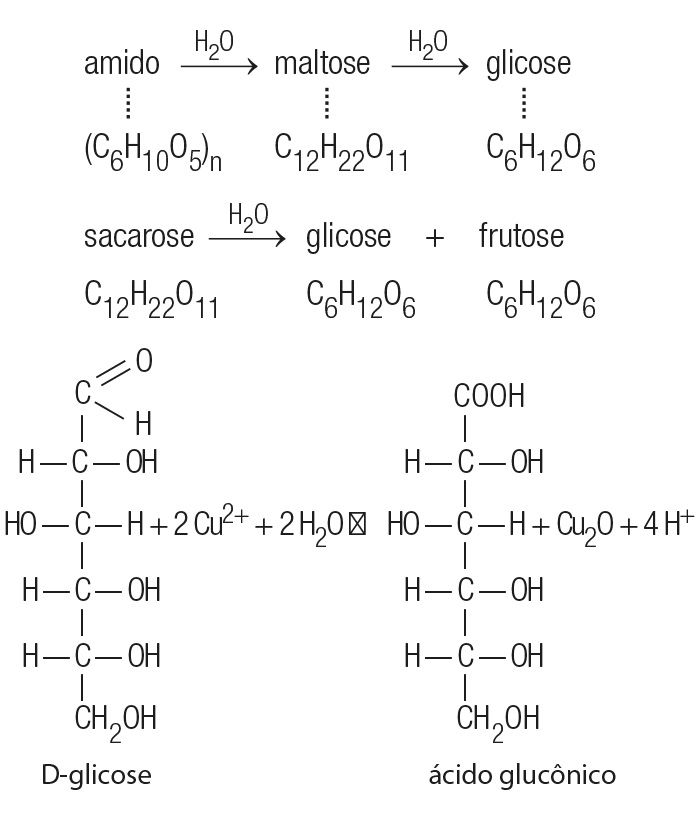 H₂O H₂O
amido → maltose → glicose
(C₆H₁₀O₅)ₙ C₁₂H₂₂O₁₁ C₆H₁₂O₆
H₂O
sacarose → glicose + frutose
C₁₂H₂₂O₁₁ C₆H₁₂O₆ C₆H₁₂O₆
O
C COOH
H
H—C—OH H—C—OH
HO—C—H + 2 Cu²⁺ + 2 H₂O HO—C—H + Cu₂O + 4 H⁺
H—C—OH H—C—OH
H—C—OH H—C—OH
CH₂OH CH₂OH
D-glicose ácido glucônico